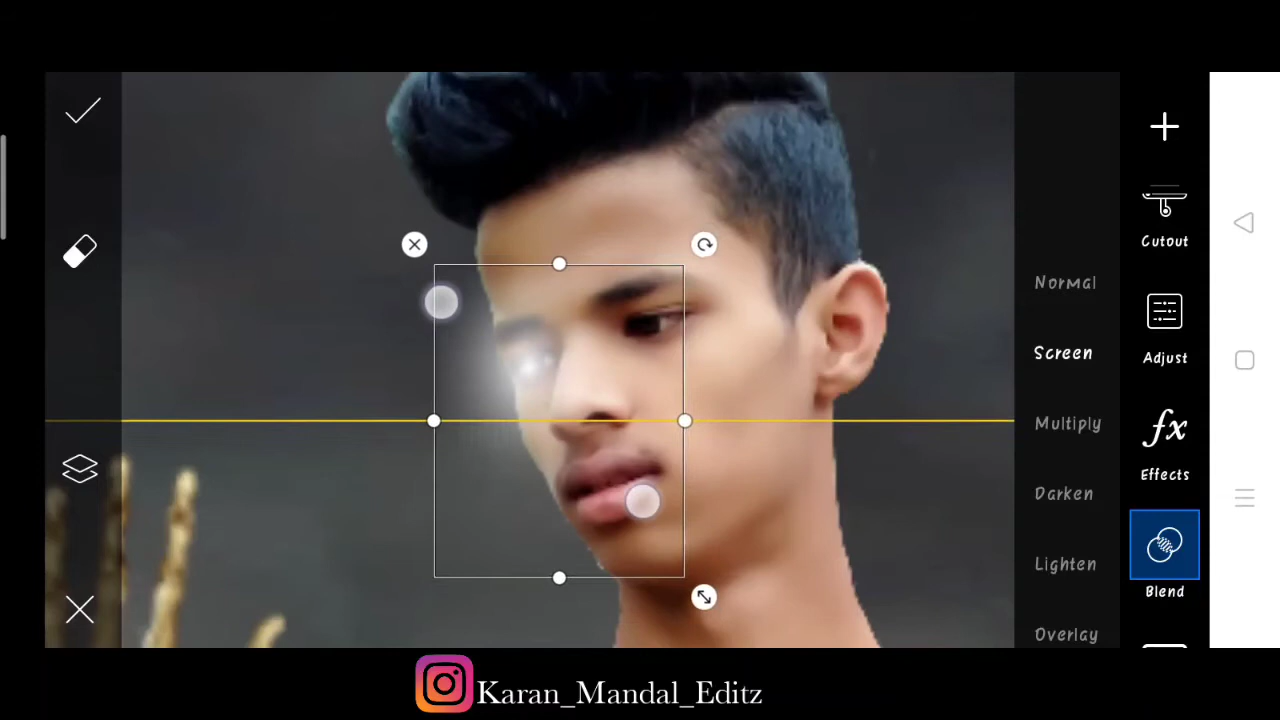 Cutout
Normal
Adjust
Screen
Multiply
fx
Effects
Darken
Lighten
Blend
Overlay
Karan_Mandal_Editz